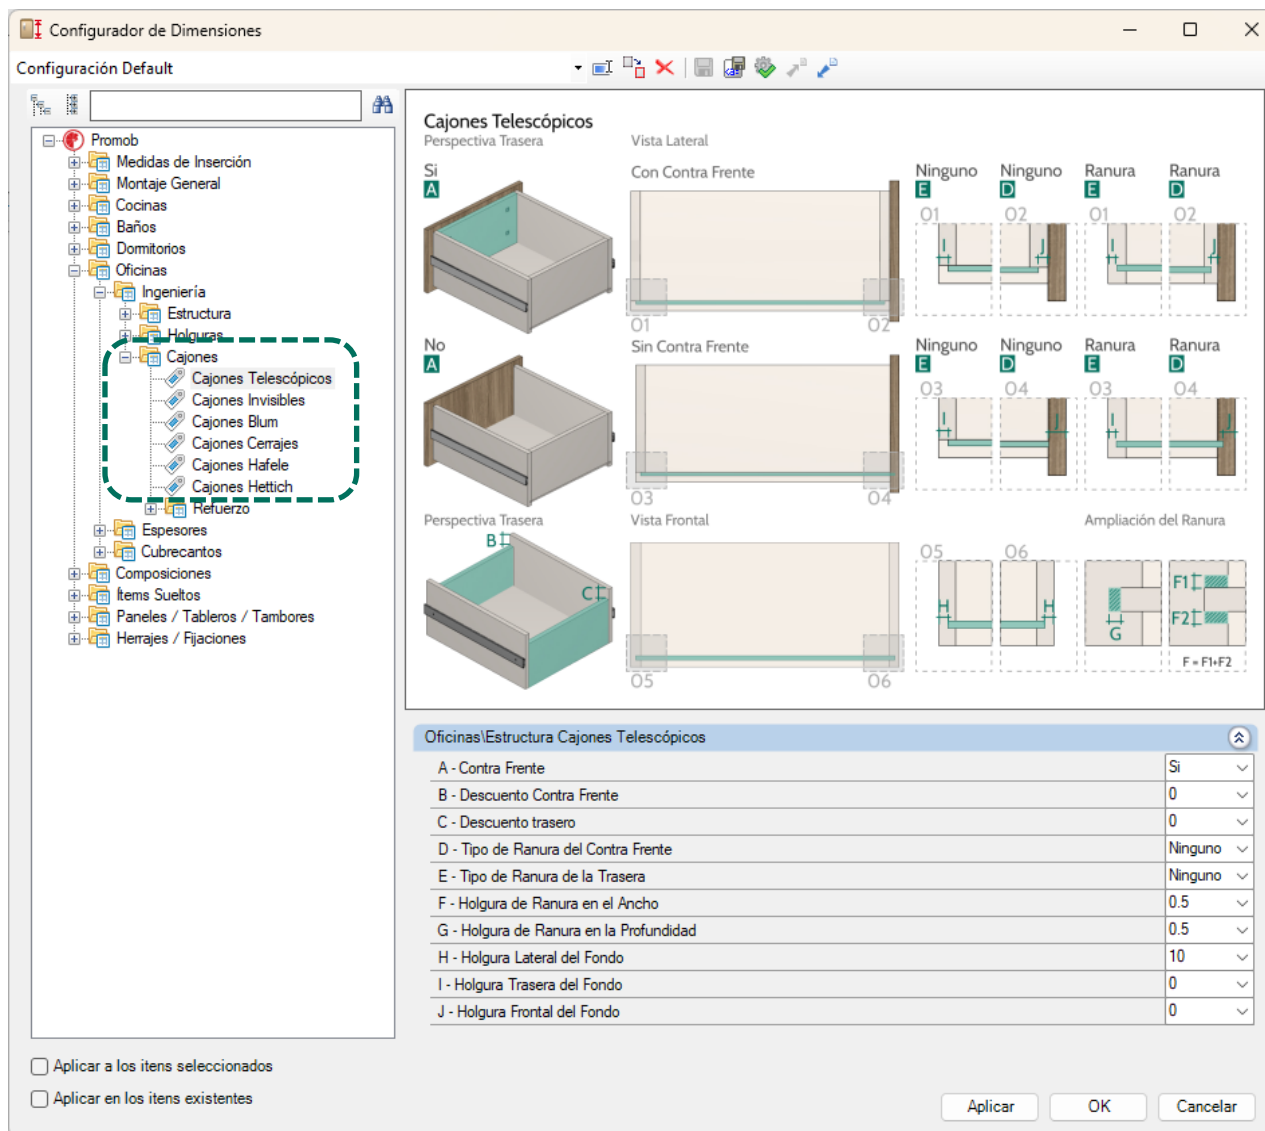 Configurador de Dimensiones
Configuración Default
Promob
Medidas de Inserción
Montaje General
Cocinas
Baños
Dormitorios
Oficinas
Ingeniería
Estructura
Holguras
Cajones
Cajones Telescópicos
Cajones Invisibles
Cajones Blum
Cajones Cerrajes
Cajones Hafele
Cajones Hettich
Refuerzo
Espesores
Cubrecantos
Composiciones
Ítems Sueltos
Paneles / Tableros / Tambores
Herrajes / Fijaciones
Cajones Telescópicos
Perspectiva Trasera Vista Lateral
Si Con Contra Frente Ninguno Ninguno Ranura Ranura
A E D E D
01 02 01 02
I J I J
01 02
No Sin Contra Frente Ninguno Ninguno Ranura Ranura
A E D E D
03 04 03 04
I J I J
03 04
Perspectiva Trasera Vista Frontal Ampliación del Ranura
B 05 06
C H H G F1
F2
05 06 F = F1+F2
Oficinas\Estructura Cajones Telescópicos
A - Contra Frente Si
B - Descuento Contra Frente 0
C - Descuento trasero 0
D - Tipo de Ranura del Contra Frente Ninguno
E - Tipo de Ranura de la Trasera Ninguno
F - Holgura de Ranura en el Ancho 0.5
G - Holgura de Ranura en la Profundidad 0.5
H - Holgura Lateral del Fondo 10
I - Holgura Trasera del Fondo 0
J - Holgura Frontal del Fondo 0
Aplicar a los itens seleccionados
Aplicar en los itens existentes
Aplicar OK Cancelar